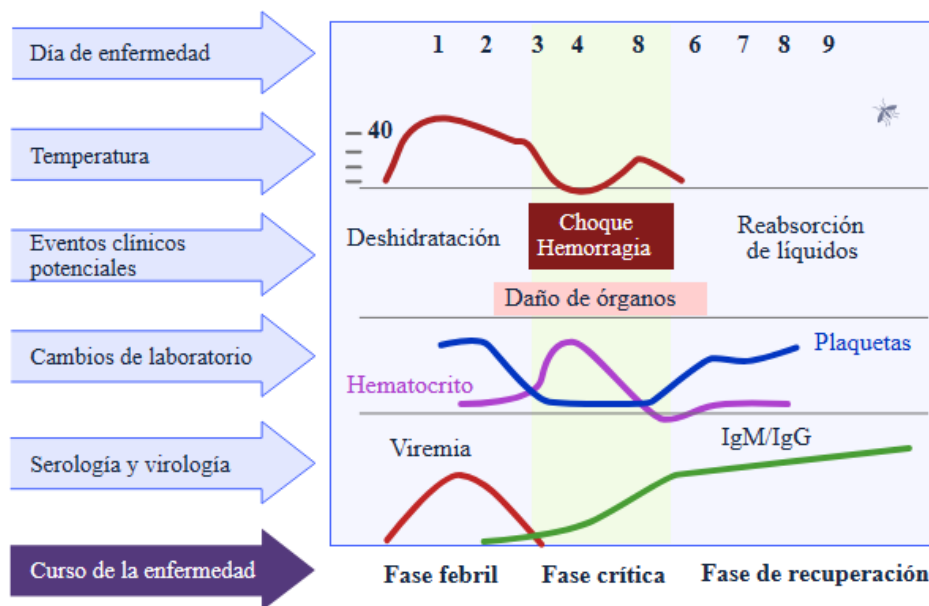 Día de enfermedad
1 2 3 4 8 6 7 8 9
Temperatura
40
Eventos clínicos
potenciales
Deshidratación
Choque
Hemorragia
Reabsorción
de líquidos
Daño de órganos
Cambios de laboratorio
Plaquetas
Hematocrito
Serología y virología
Viremia
IgM/IgG
Curso de la enfermedad
Fase febril
Fase crítica
Fase de recuperación